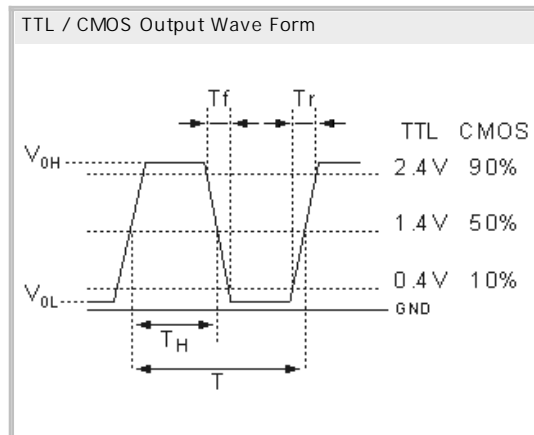 TTL / CMOS Output Wave Form
Tf Tr
TTL CMOS
V0H
2.4V 90%
1.4V 50%
0.4V 10%
V0L
GND
TH
T